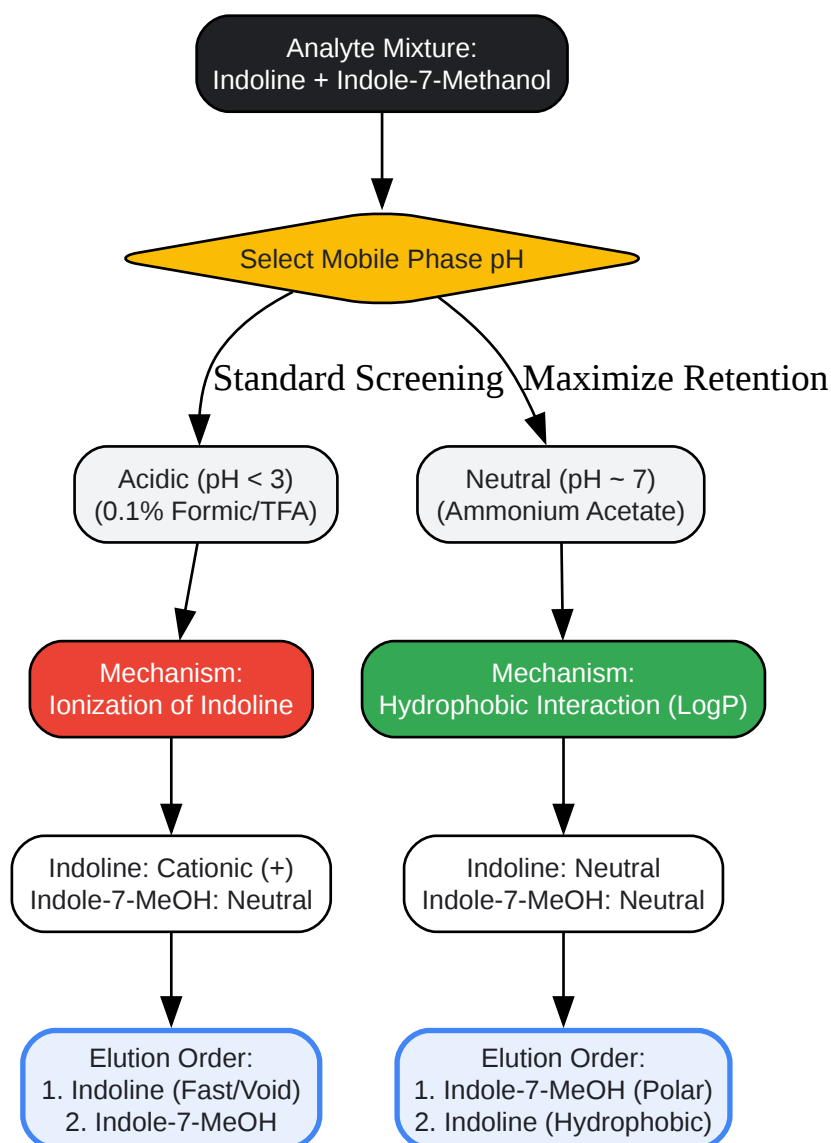 Analyte Mixture:
Indoline + Indole-7-Methanol
Select Mobile Phase pH
Standard Screening
Maximize Retention
Acidic (pH < 3)
(0.1% Formic/TFA)
Neutral (pH ~ 7)
(Ammonium Acetate)
Mechanism:
Ionization of Indoline
Mechanism:
Hydrophobic Interaction (LogP)
Indoline: Cationic (+)
Indole-7-MeOH: Neutral
Indoline: Neutral
Indole-7-MeOH: Neutral
Elution Order:
1. Indoline (Fast/Void)
2. Indole-7-MeOH
Elution Order:
1. Indole-7-MeOH (Polar)
2. Indoline (Hydrophobic)